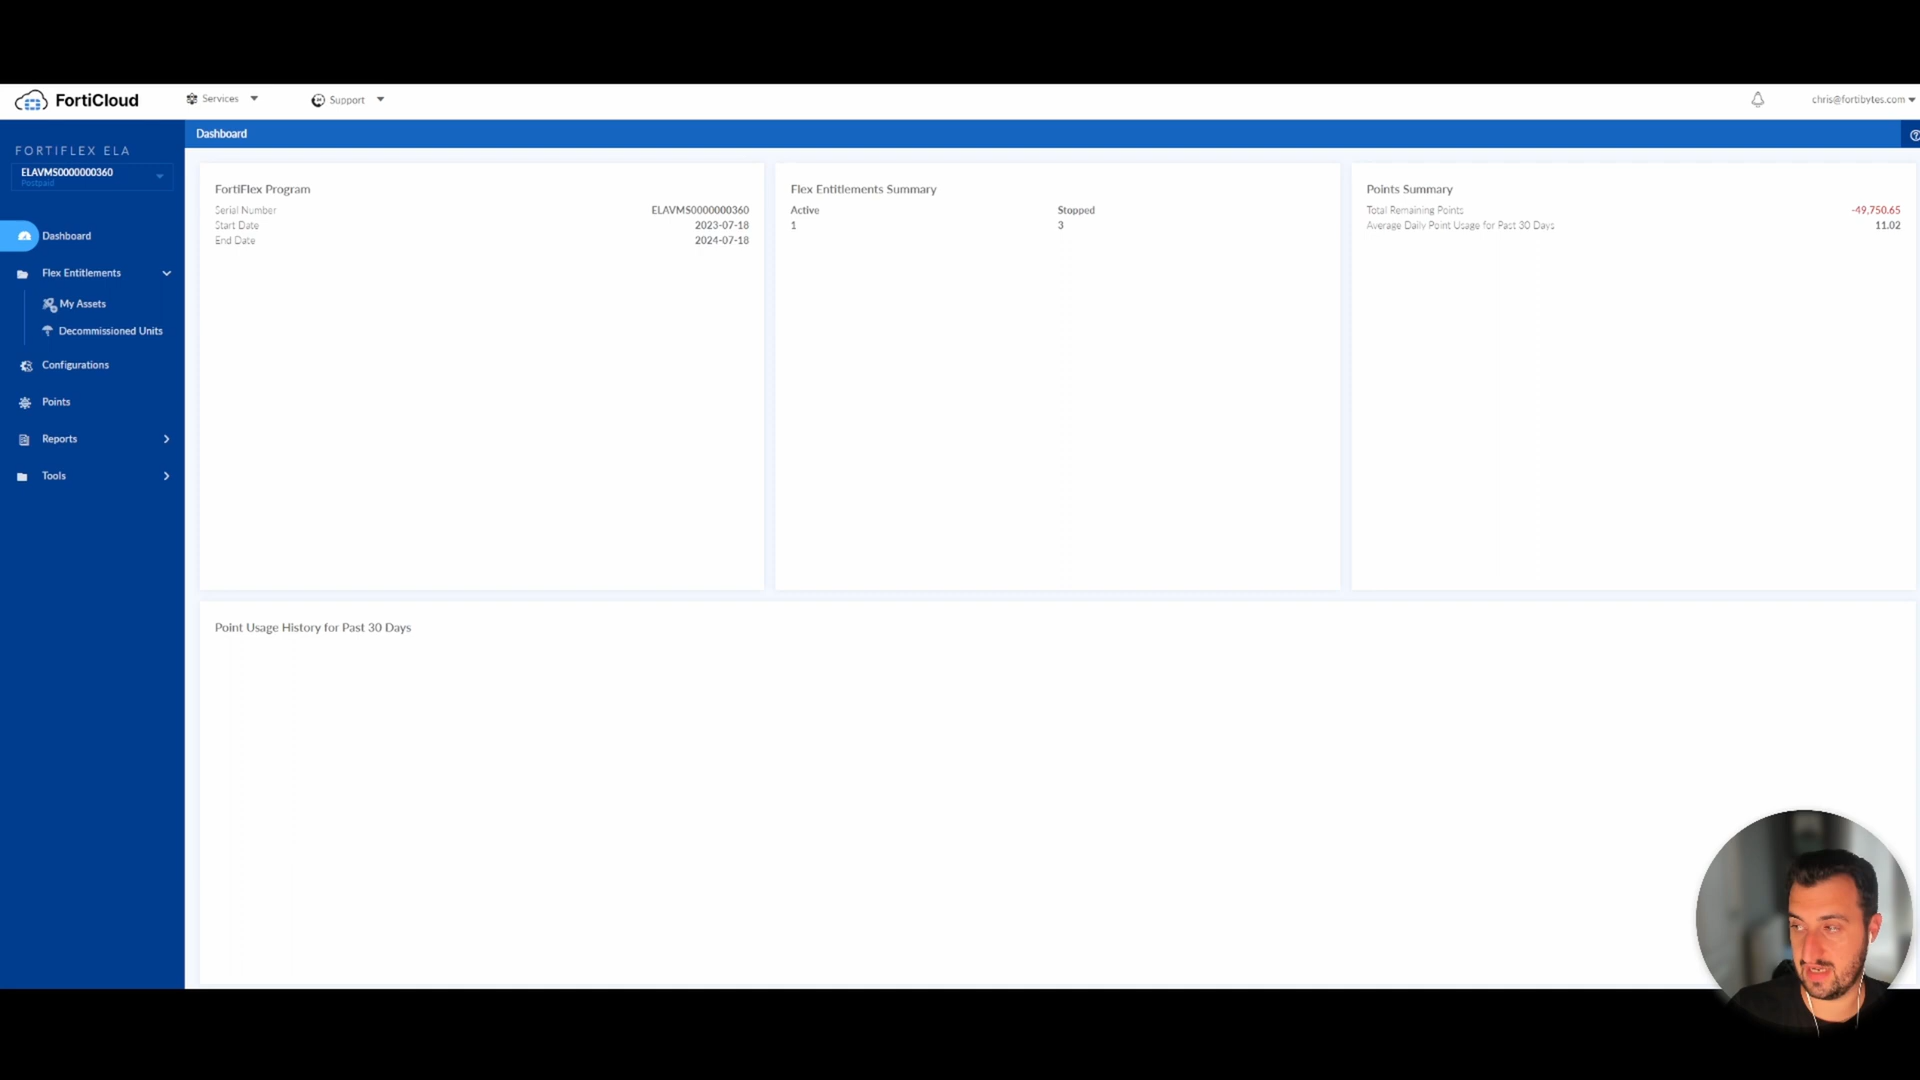 FortiCloud
Services
Support
chris@fortibytes.com
FORTIFLEX ELA
ELAVMS0000000360
Postpaid
Dashboard
Flex Entitlements
My Assets
Decommissioned Units
Configurations
Points
Reports
Tools
Dashboard
FortiFlex Program
Serial Number ELAVMS0000000360
Start Date 2023-07-18
End Date 2024-07-18
Flex Entitlements Summary
Active Stopped
1 3
Points Summary
Total Remaining Points -49,750.65
Average Daily Point Usage for Past 30 Days 11.02
Point Usage History for Past 30 Days